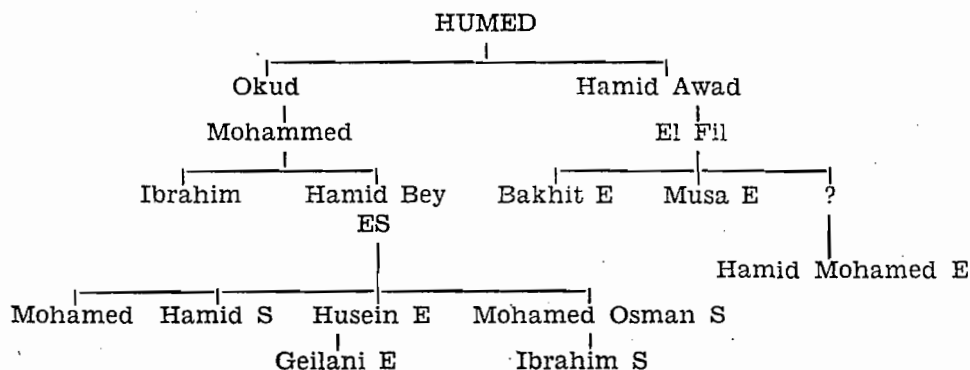 HUMED
Okud Hamid Awad
Mohammed El Fil
Ibrahim Hamid Bey Bakhit E Musa E ?
ES
Hamid Mohamed E
Mohamed Hamid S Husein E Mohamed Osman S
Geilani E Ibrahim S